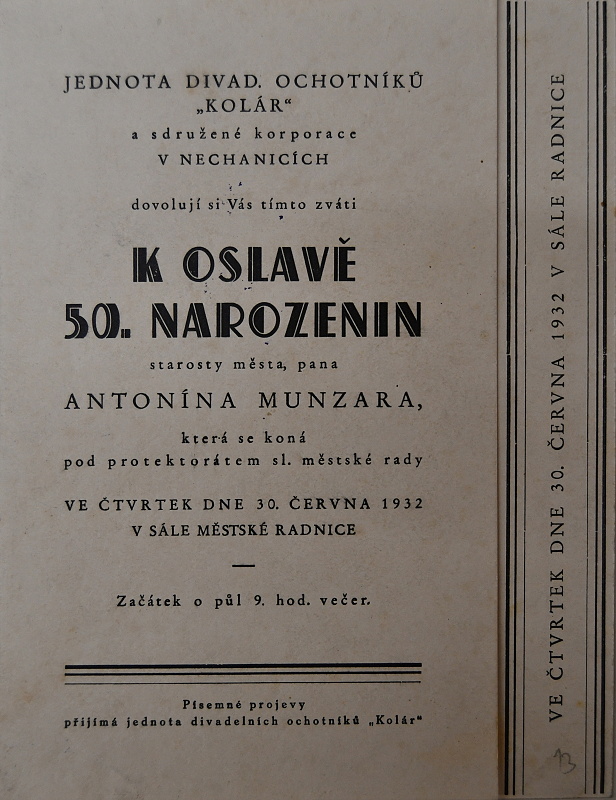 JEDNOTA DIVAD. OCHOTNÍKŮ
„KOLÁR“
a sdružené korporace
V NECHANICÍCH
dovolují si Vás tímto zváti
K OSLAVĚ
50. NAROZENIN
starosty města, pana
ANTONÍNA MUNZARA,
která se koná
pod protektorátem sl. městské rady
VE ČTVRTEK DNE 30. ČERVNA 1932
V SÁLE MĚSTSKÉ RADNICE
—
Začátek o půl 9. hod. večer.
Písemné projevy
přijímá jednota divadelních ochotníků „Kolár“
VE ČTVRTEK DNE 30. ČERVNA 1932 V SÁLE RADNICE
13